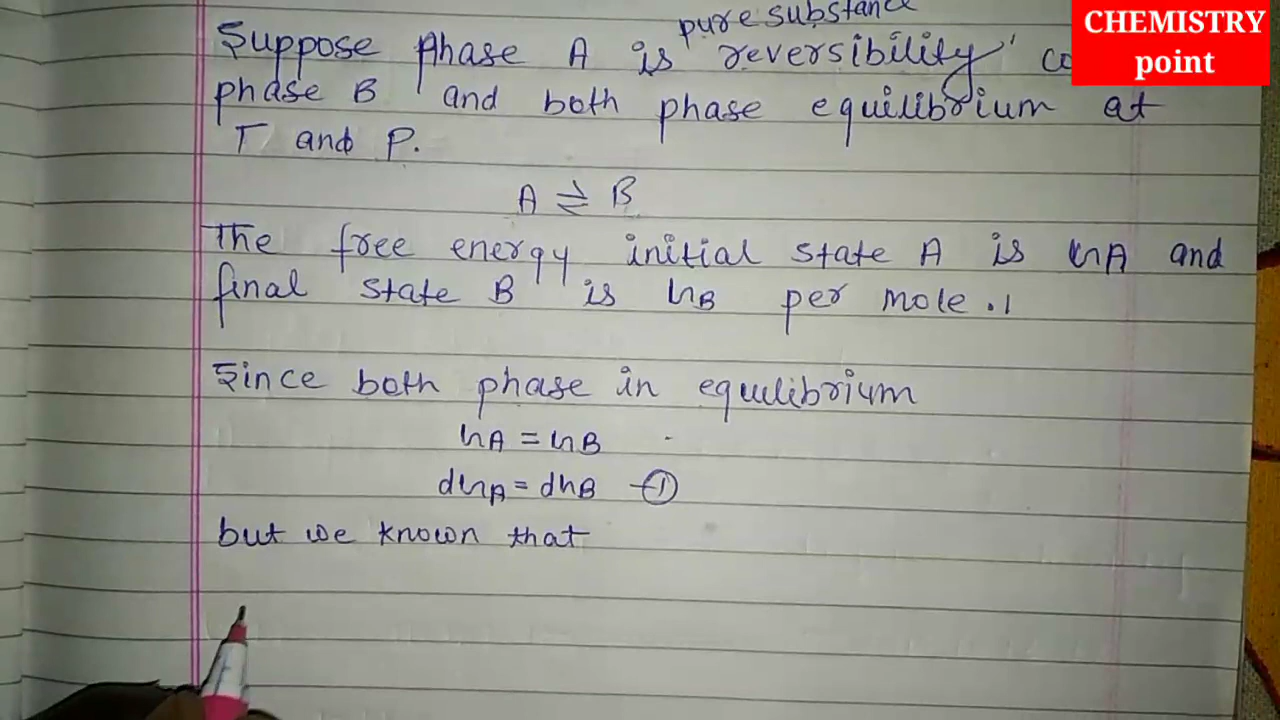 CHEMISTRY
point
pure substance
Suppose phase A is reversibility
phase B and both phase equilibrium at
T and P.
A ⇌ B
The free energy initial state A is GA and
final state B is GB per mole.
Since both phase in equilibrium
GA = GB
dGA = dGB —①
but we known that